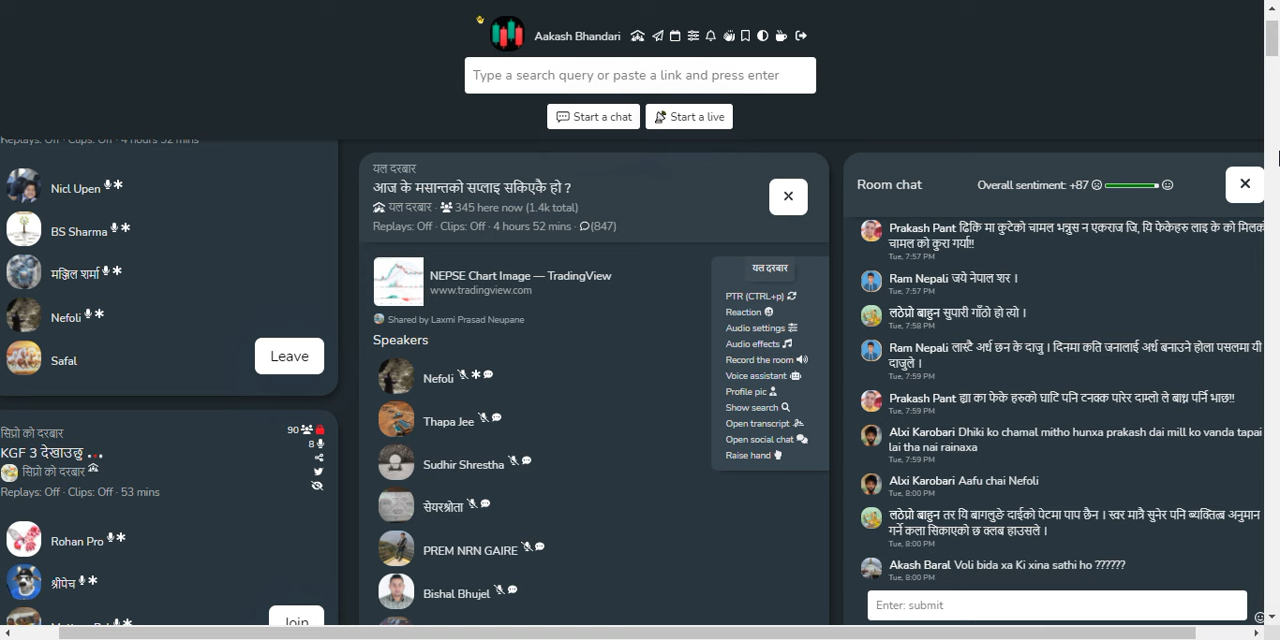 Aakash Bhandari
Type a search query or paste a link and press enter
Start a chat
Start a live
Replays: Off · Clips: Off · 4 hours 52 mins
Nicl Upen
BS Sharma
मञ्जिल शर्मा
Nefoli
Safal
Leave
सिप्रो को दरबार
KGF 3 देखाउछु
सिप्रो को दरबार
Replays: Off · Clips: Off · 53 mins
90
8
Rohan Pro
श्रीपेच
Join
यल दरबार
आज के मसान्तको सप्लाइ सकिएकै हो ?
यल दरबार · 345 here now (1.4k total)
Replays: Off · Clips: Off · 4 hours 52 mins · (847)
NEPSE Chart Image — TradingView
www.tradingview.com
Shared by Laxmi Prasad Neupane
Speakers
Nefoli
Thapa Jee
Sudhir Shrestha
सेयरश्रोता
PREM NRN GAIRE
Bishal Bhujel
यल दरबार
PTR (CTRL+p)
Reaction
Audio settings
Audio effects
Record the room
Voice assistant
Profile pic
Show search
Open transcript
Open social chat
Raise hand
Room chat
Overall sentiment: +87
Prakash Pant ढिकि मा कुटेको चामल भन्नुस न एकराज जि, यि फेकेहरु लाइ के को मिलको
चामल को कुरा गर्या!!
Tue, 7:57 PM
Ram Nepali जये नेपाल शर ।
Tue, 7:57 PM
लठेप्रो बाहुन सुपारी गाँठो हो त्यो ।
Tue, 7:58 PM
Ram Nepali लास्टै अर्थ छन के दाजु । दिनमा कति जनालाई अर्थ बनाउने होला पसलमा यी
दाजुले ।
Tue, 7:59 PM
Prakash Pant ह्या का फेके हरुको घाटि पनि टनक्क पारेर दाम्लो ले बाध्न पर्नि भाछ!!
Tue, 7:59 PM
Alxi Karobari Dhiki ko chamal mitho hunxa prakash dai mill ko vanda tapai
lai tha nai rainaxa
Tue, 7:59 PM
Alxi Karobari Aafu chai Nefoli
Tue, 8:00 PM
लठेप्रो बाहुन तर यि बागलुङे दाईको पेटमा पाप छैन । स्वर मात्रै सुनेर पनि ब्यक्तित्व अनुमान
गर्ने कला सिकाएको छ क्लब हाउसले ।
Tue, 8:00 PM
Akash Baral Voli bida xa Ki xina sathi ho ??????
Tue, 8:00 PM
Enter: submit